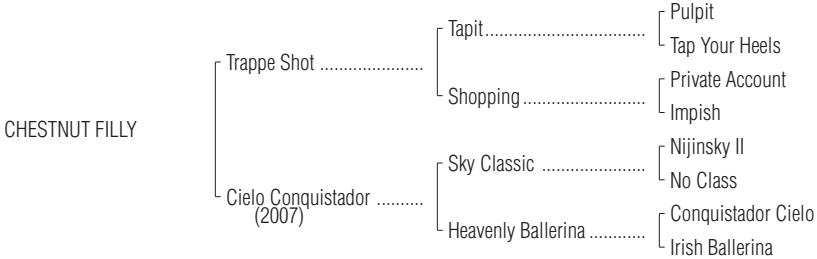 Pulpit
Tapit..................................
Tap Your Heels
Trappe Shot ......................
Private Account
Shopping..........................
Impish
CHESTNUT FILLY
Nijinsky II
Sky Classic ......................
No Class
Cielo Conquistador ..........
(2007)
Conquistador Cielo
Heavenly Ballerina ............
Irish Ballerina